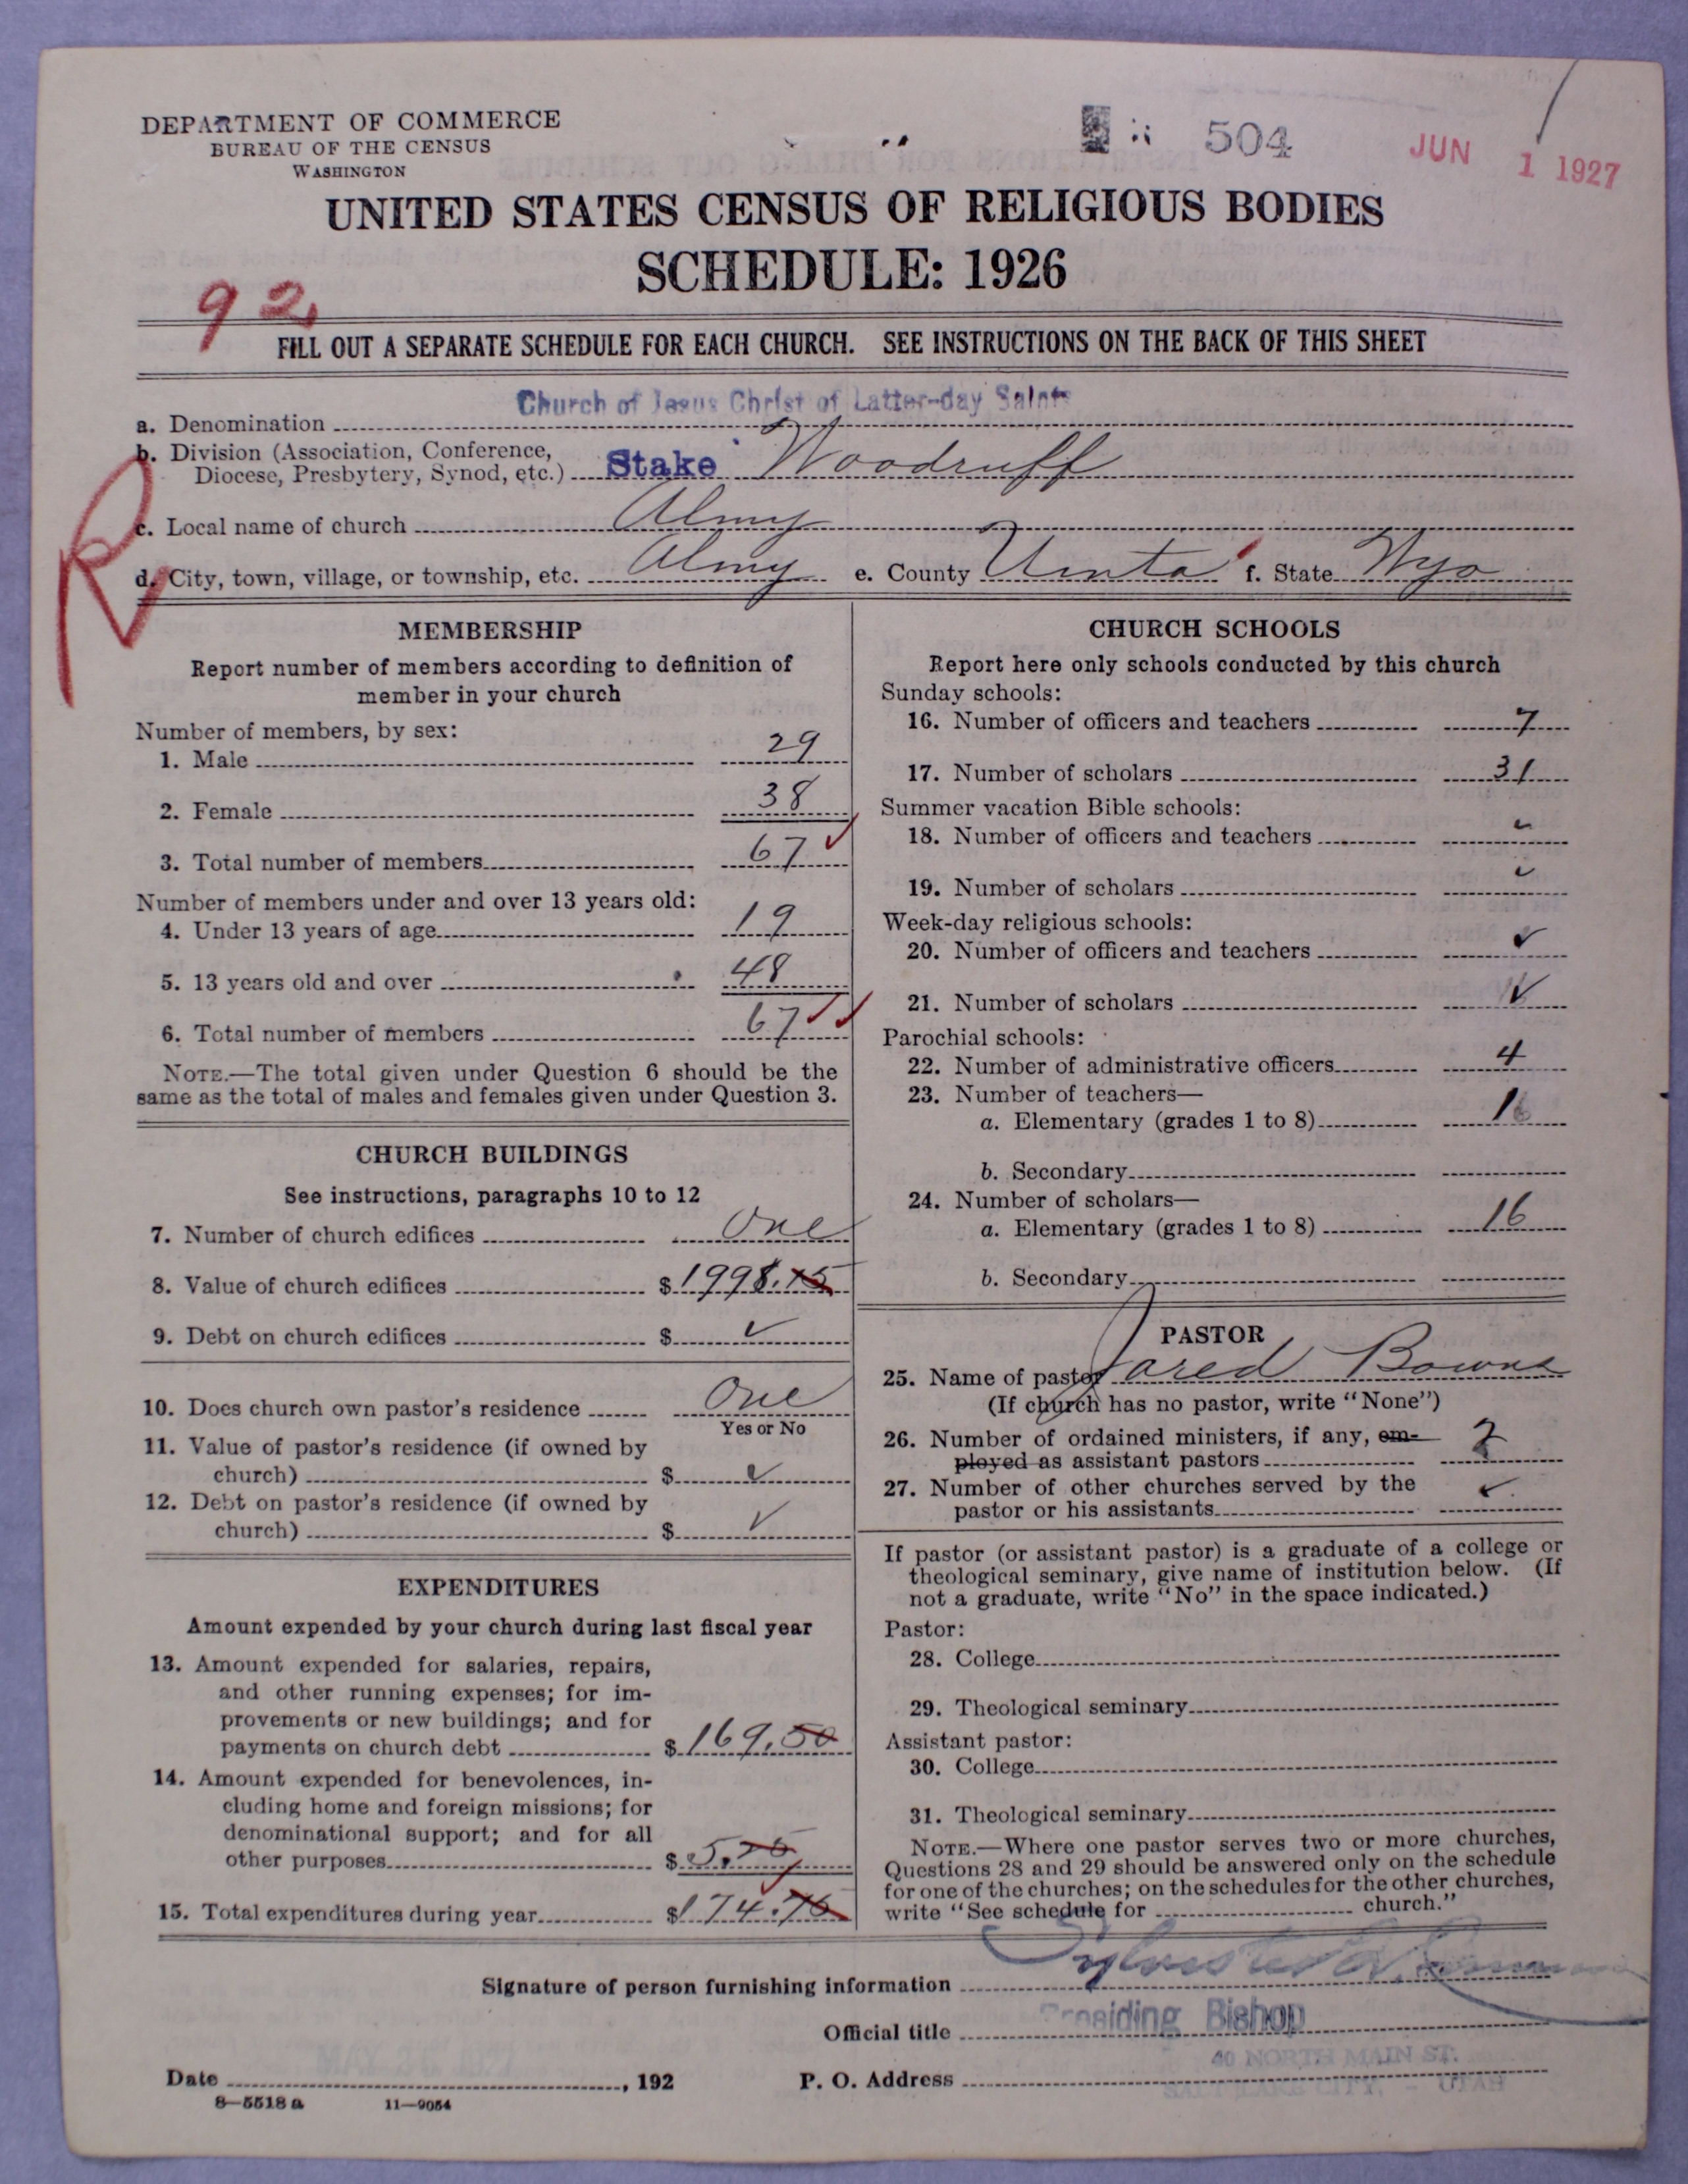 DEPARTMENT OF COMMERCE
BUREAU OF THE CENSUS
WASHINGTON
504
JUN 1 1927
UNITED STATES CENSUS OF RELIGIOUS BODIES
SCHEDULE: 1926
92
FILL OUT A SEPARATE SCHEDULE FOR EACH CHURCH. SEE INSTRUCTIONS ON THE BACK OF THIS SHEET
R
a. Denomination Church of Jesus Christ of Latter-day Saints
b. Division (Association, Conference,
Diocese, Presbytery, Synod, etc.) Stake Woodruff
c. Local name of church Almy
d. City, town, village, or township, etc. Almy e. County Uinta f. State Wyo
MEMBERSHIP
Report number of members according to definition of
member in your church
Number of members, by sex:
1. Male 29
2. Female 38
3. Total number of members 67 ✓
Number of members under and over 13 years old:
4. Under 13 years of age 19
5. 13 years old and over 48
6. Total number of members 67 ✓✓
NOTE.—The total given under Question 6 should be the
same as the total of males and females given under Question 3.
CHURCH BUILDINGS
See instructions, paragraphs 10 to 12
7. Number of church edifices One
8. Value of church edifices $1998.15
9. Debt on church edifices $ ✓
10. Does church own pastor's residence One
Yes or No
11. Value of pastor's residence (if owned by
church) $ ✓
12. Debt on pastor's residence (if owned by
church) $ ✓
EXPENDITURES
Amount expended by your church during last fiscal year
13. Amount expended for salaries, repairs,
and other running expenses; for im-
provements or new buildings; and for
payments on church debt $169.50
14. Amount expended for benevolences, in-
cluding home and foreign missions; for
denominational support; and for all
other purposes $5.
15. Total expenditures during year $174.
CHURCH SCHOOLS
Report here only schools conducted by this church
Sunday schools:
16. Number of officers and teachers 7
17. Number of scholars 31
Summer vacation Bible schools:
18. Number of officers and teachers ✓
19. Number of scholars ✓
Week-day religious schools:
20. Number of officers and teachers ✓
21. Number of scholars ✓
Parochial schools:
22. Number of administrative officers 4
23. Number of teachers—
a. Elementary (grades 1 to 8) 1
b. Secondary
24. Number of scholars—
a. Elementary (grades 1 to 8) 16
b. Secondary
PASTOR
25. Name of pastor Jared Bowns
(If church has no pastor, write "None")
26. Number of ordained ministers, if any, em-
ployed as assistant pastors 2
27. Number of other churches served by the
pastor or his assistants ✓
If pastor (or assistant pastor) is a graduate of a college or
theological seminary, give name of institution below. (If
not a graduate, write "No" in the space indicated.)
Pastor:
28. College
29. Theological seminary
Assistant pastor:
30. College
31. Theological seminary
NOTE.—Where one pastor serves two or more churches,
Questions 28 and 29 should be answered only on the schedule
for one of the churches; on the schedules for the other churches,
write "See schedule for church."
Signature of person furnishing information Sylvester Q. Cannon
Official title Presiding Bishop
40 NORTH MAIN ST.
Date , 192 P. O. Address
SALT LAKE CITY, - UTAH
8—5518 a 11—9054